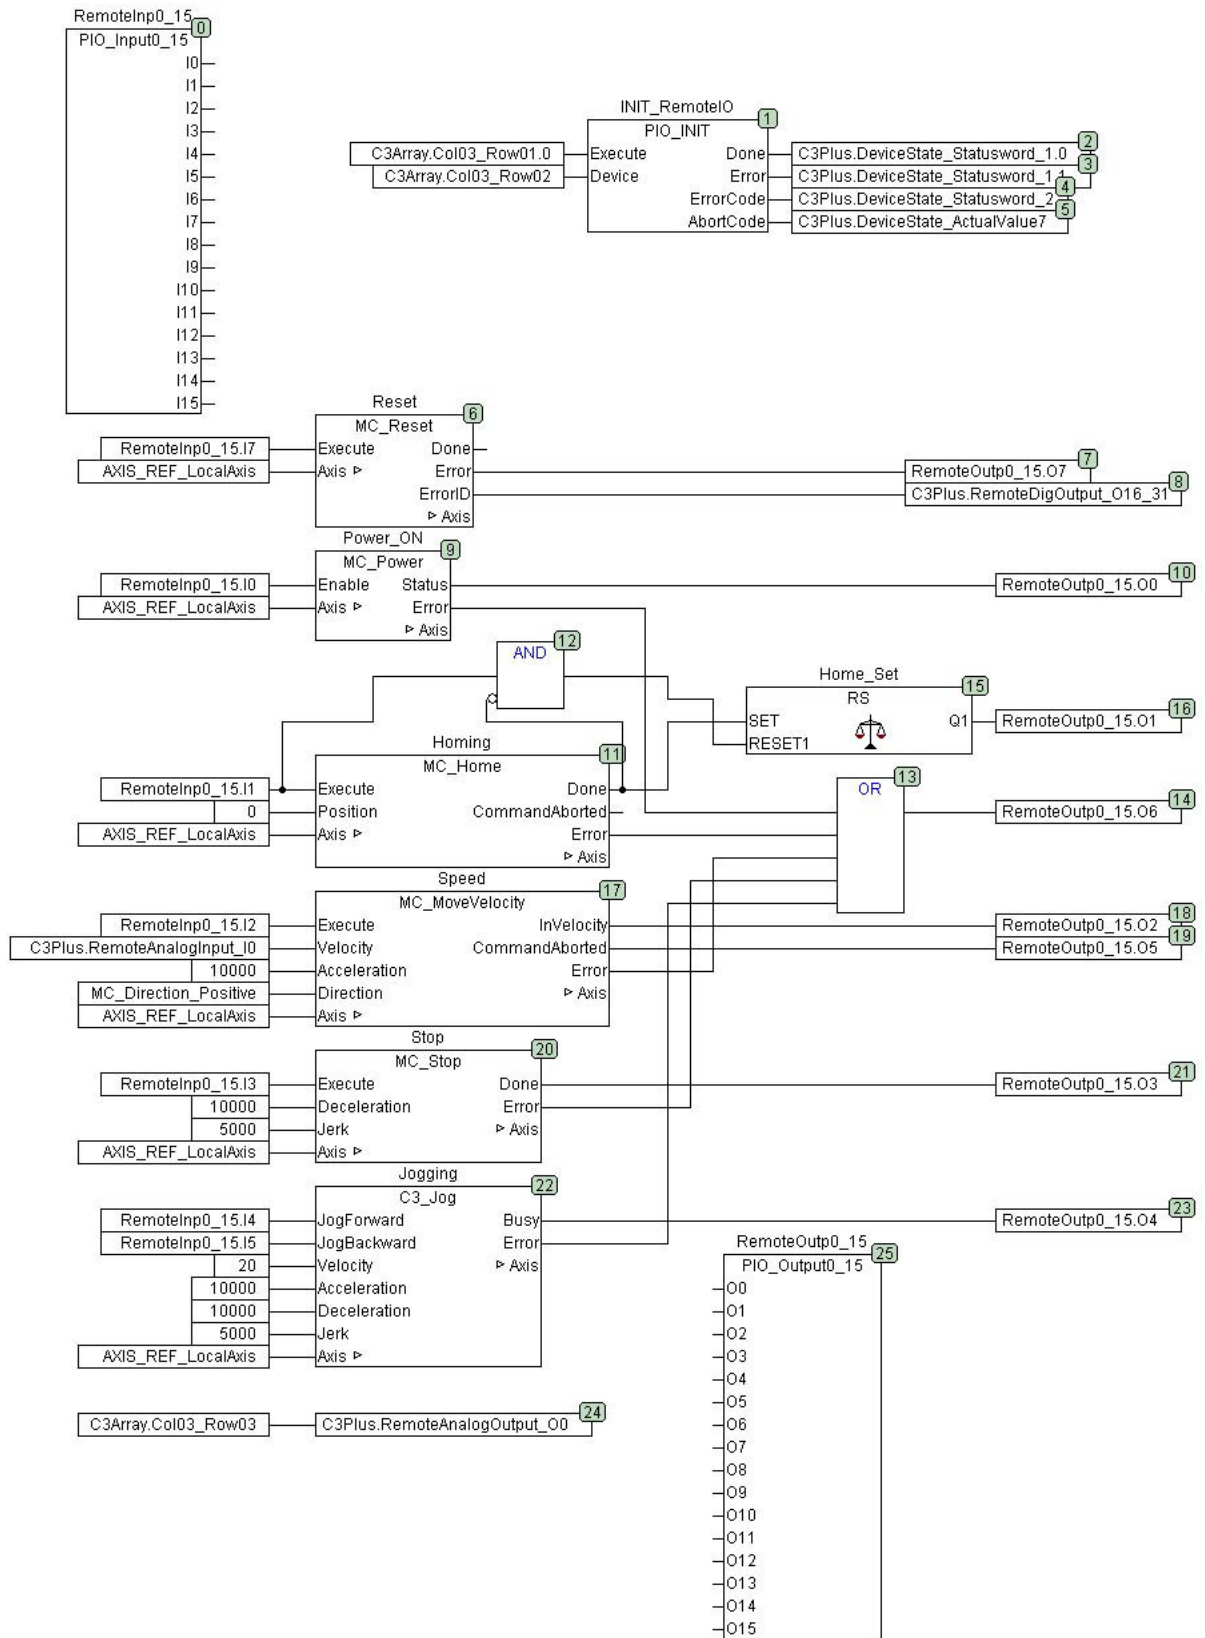 RemoteInp0_15
0
PIO_Input0_15
I0
I1
I2
I3
I4
I5
I6
I7
I8
I9
I10
I11
I12
I13
I14
I15
INIT_RemoteIO
1
PIO_INIT
C3Array.Col03_Row01.0
Execute
Done
C3Plus.DeviceState_Statusword_1.0
2
C3Array.Col03_Row02
Device
Error
C3Plus.DeviceState_Statusword_1.1
3
ErrorCode
C3Plus.DeviceState_Statusword_2
4
AbortCode
C3Plus.DeviceState_ActualValue7
5
Reset
6
MC_Reset
RemoteInp0_15.I7
Execute
Done
AXIS_REF_LocalAxis
Axis
Error
RemoteOutp0_15.O7
7
ErrorID
C3Plus.RemoteDigOutput_O16_31
8
Axis
Power_ON
9
MC_Power
RemoteInp0_15.I0
Enable
Status
RemoteOutp0_15.O0
10
AXIS_REF_LocalAxis
Axis
Error
Axis
AND
12
Home_Set
15
RS
SET
Q1
RemoteOutp0_15.O1
16
RESET1
Homing
11
MC_Home
RemoteInp0_15.I1
Execute
Done
0
Position
CommandAborted
AXIS_REF_LocalAxis
Axis
Error
Axis
OR
13
RemoteOutp0_15.O6
14
Speed
17
MC_MoveVelocity
RemoteInp0_15.I2
Execute
InVelocity
RemoteOutp0_15.O2
18
C3Plus.RemoteAnalogInput_I0
Velocity
CommandAborted
RemoteOutp0_15.O5
19
10000
Acceleration
Error
MC_Direction_Positive
Direction
Axis
AXIS_REF_LocalAxis
Axis
Stop
20
MC_Stop
RemoteInp0_15.I3
Execute
Done
RemoteOutp0_15.O3
21
10000
Deceleration
Error
5000
Jerk
Axis
AXIS_REF_LocalAxis
Axis
Jogging
22
C3_Jog
RemoteInp0_15.I4
JogForward
Busy
RemoteOutp0_15.O4
23
RemoteInp0_15.I5
JogBackward
Error
20
Velocity
Axis
10000
Acceleration
10000
Deceleration
5000
Jerk
AXIS_REF_LocalAxis
Axis
C3Array.Col03_Row03
C3Plus.RemoteAnalogOutput_O0
24
RemoteOutp0_15
25
PIO_Output0_15
O0
O1
O2
O3
O4
O5
O6
O7
O8
O9
O10
O11
O12
O13
O14
O15